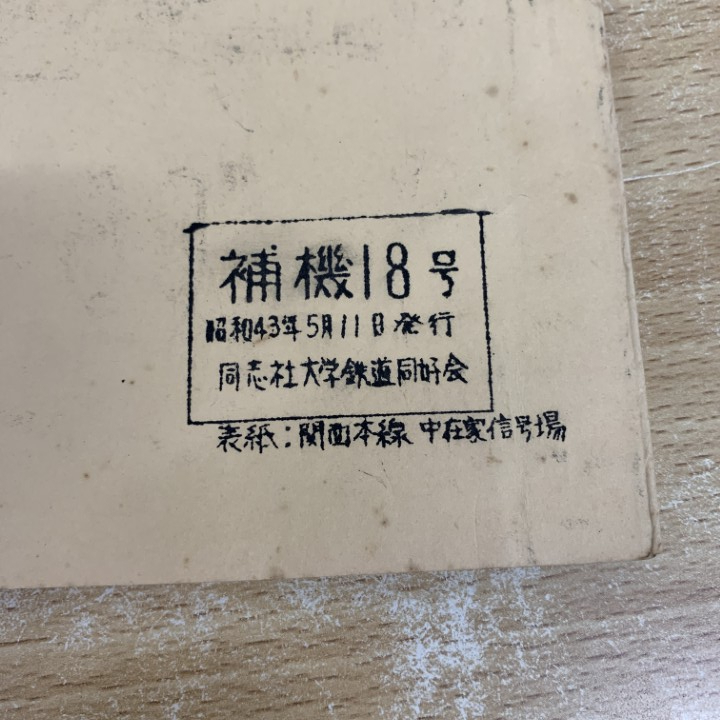 補機18号
昭和43年5月11日発行
同志社大学鉄道同好会
表紙:関西本線 中在家信号場